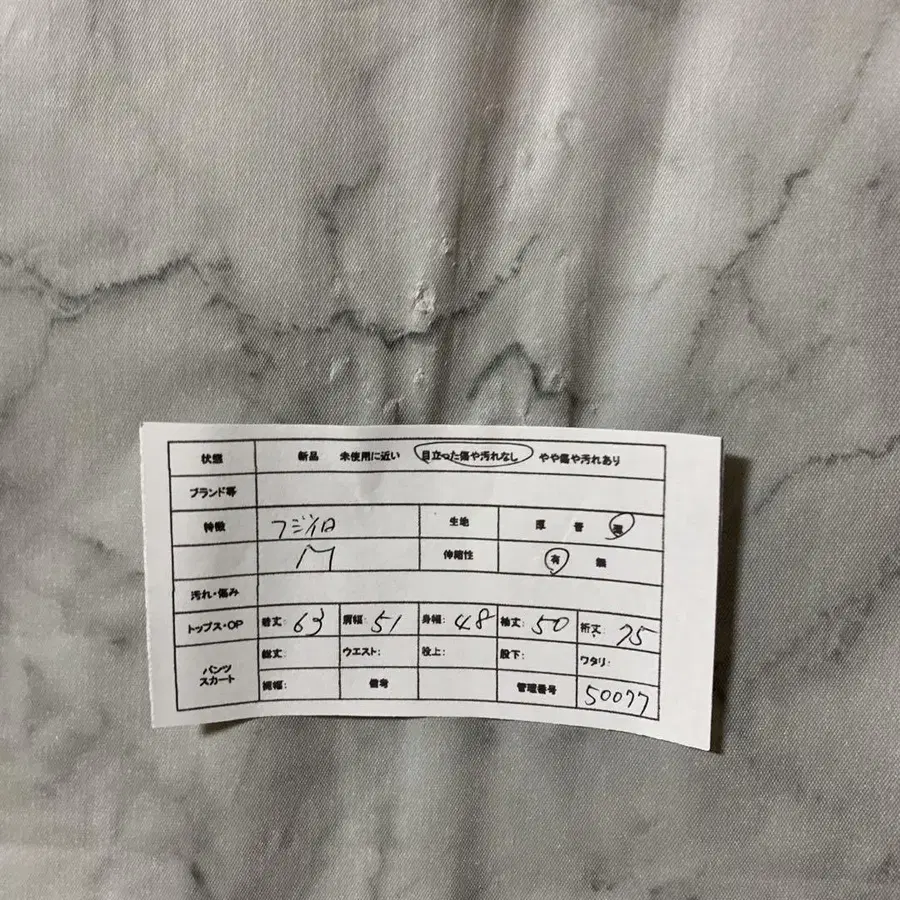 状態 新品 未使用に近い 目立った傷や汚れなし やや傷や汚れあり
ブランド等
特徴 フジイロ 生地 厚 普 薄
M 伸縮性 有 無
汚れ・傷み
トップス・OP 着丈: 63 肩幅: 51 身幅: 48 袖丈: 50 裄丈: 75
パンツ スカート 総丈: ウエスト: 股上: 股下: ワタリ:
裾幅: 備考 管理番号 50077